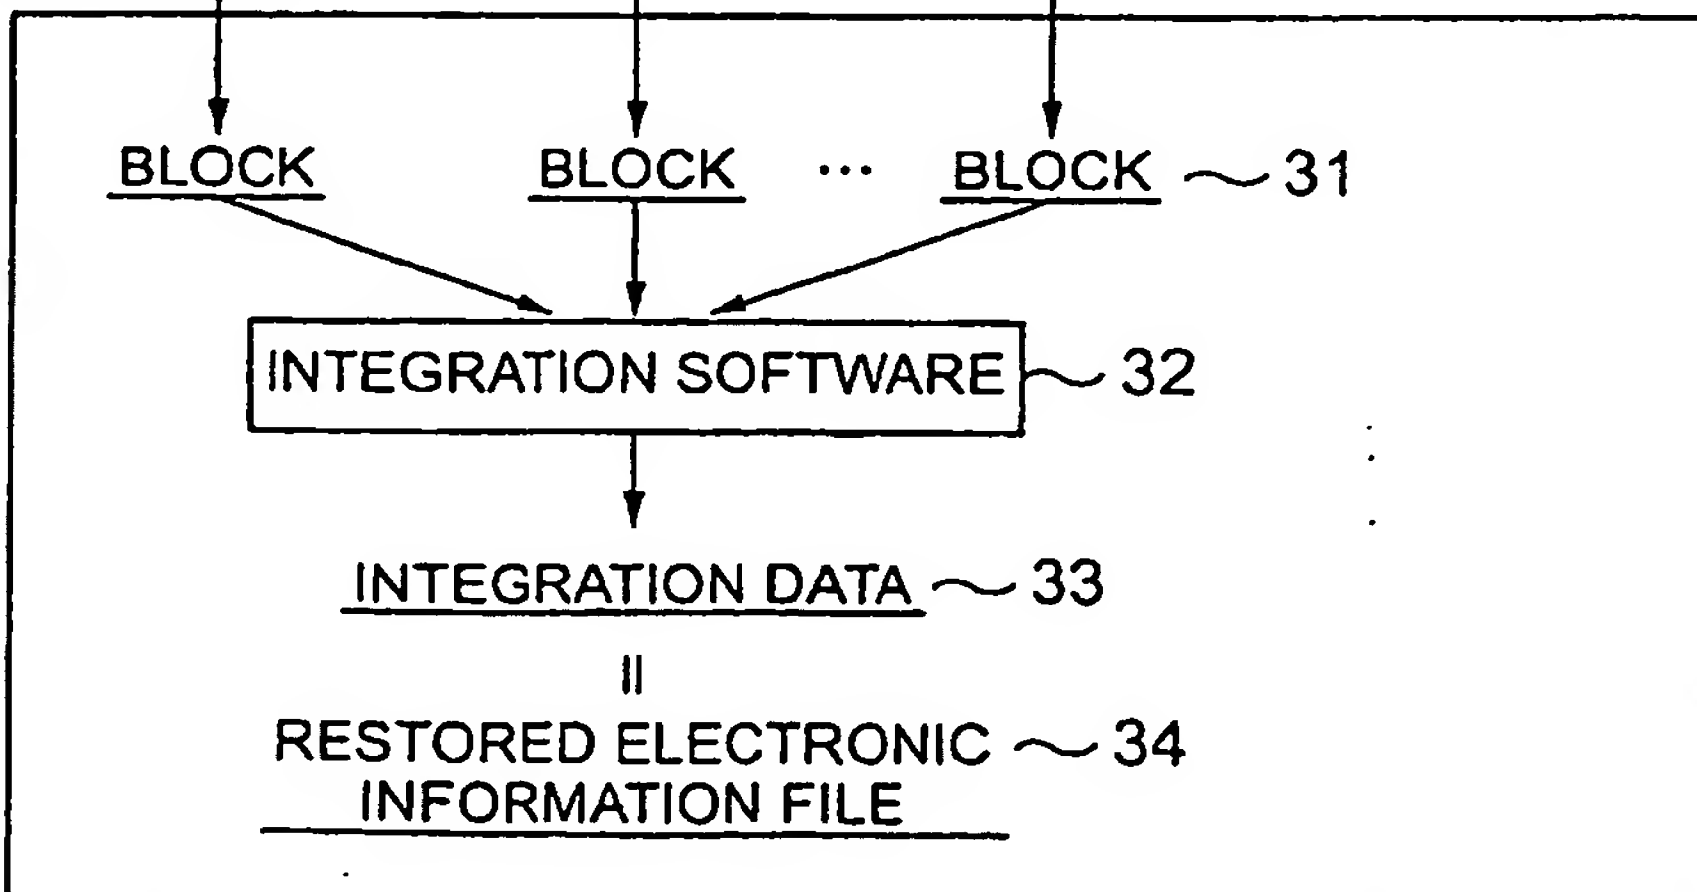 BLOCK BLOCK ... BLOCK 31
INTEGRATION SOFTWARE 32
INTEGRATION DATA 33
=
RESTORED ELECTRONIC 34
INFORMATION FILE